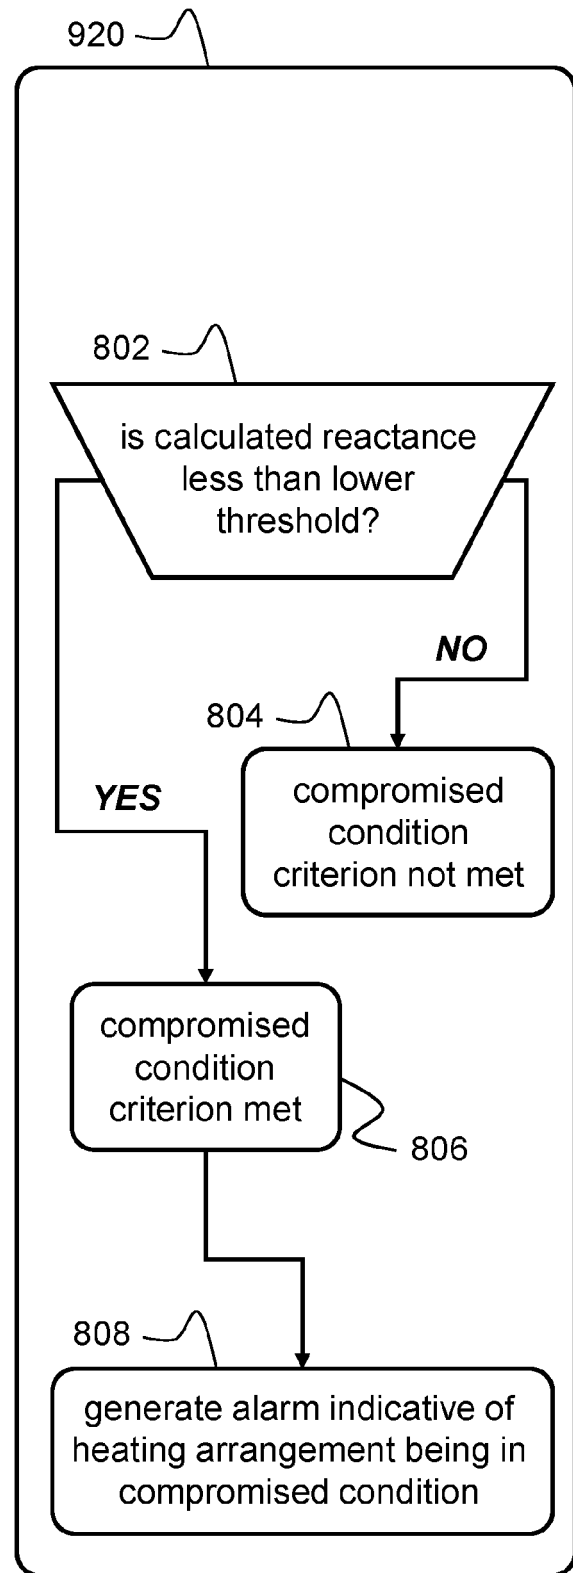 920
802
is calculated reactance
less than lower
threshold?
NO
804
YES
compromised
condition
criterion not met
compromised
condition
criterion met
806
808
generate alarm indicative of
heating arrangement being in
compromised condition